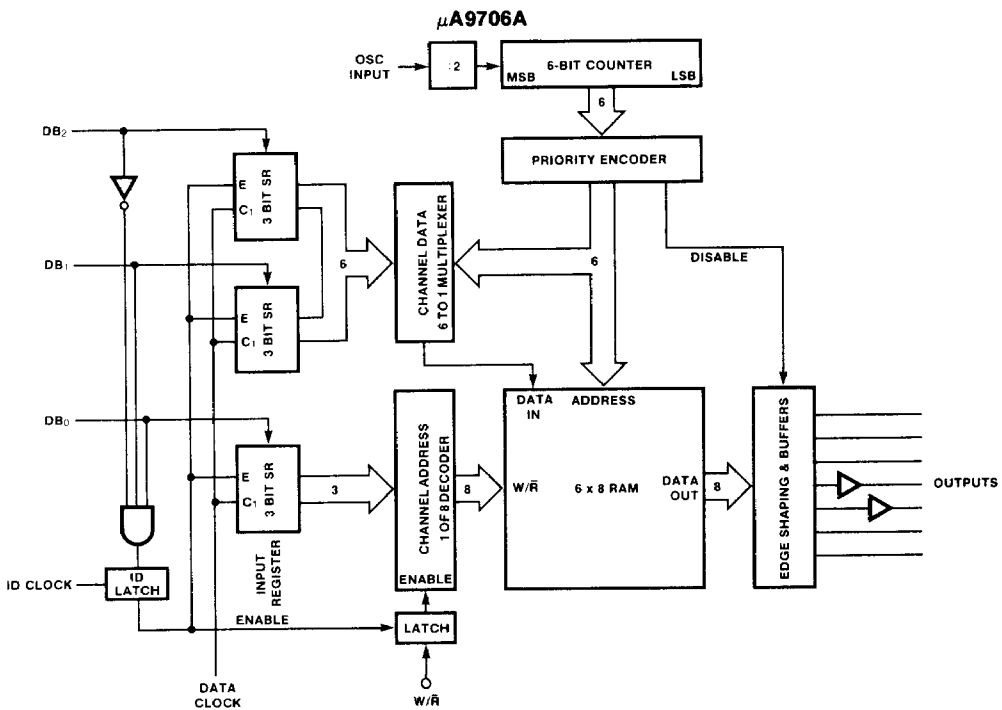 μA9706A
OSC
INPUT
:2
6-BIT COUNTER
MSB
LSB
6
PRIORITY ENCODER
DB2
E
C1
3 BIT SR
DB1
E
C1
3 BIT SR
6
CHANNEL DATA
6 TO 1 MULTIPLEXER
6
DISABLE
DB0
E
C1
3 BIT SR
INPUT
REGISTER
3
CHANNEL ADDRESS
1 OF 8 DECODER
ENABLE
8
DATA
IN
ADDRESS
W/R̄
6 x 8 RAM
DATA
OUT
8
EDGE SHAPING & BUFFERS
OUTPUTS
ID CLOCK
ID
LATCH
ENABLE
LATCH
DATA
CLOCK
W/R̄